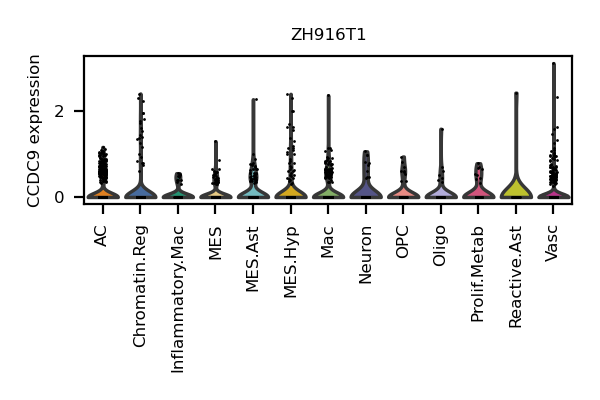 ZH916T1
CCDC9 expression
2
0
AC
Chromatin.Reg
Inflammatory.Mac
MES
MES.Ast
MES.Hyp
Mac
Neuron
OPC
Oligo
Prolif.Metab
Reactive.Ast
Vasc